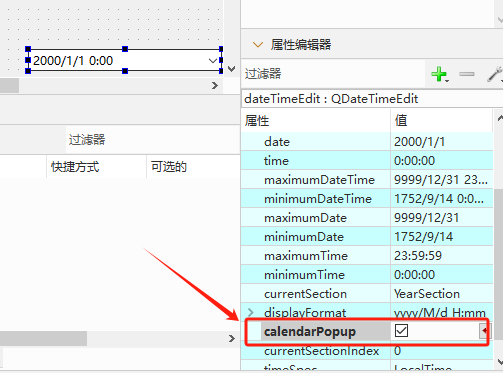 2000/1/1 0:00
过滤器
快捷方式 可选的
属性编辑器
过滤器
dateTimeEdit : QDateTimeEdit
属性 值
date 2000/1/1
time 0:00:00
maximumDateTime 9999/12/31 23...
minimumDateTime 1752/9/14 0:0...
maximumDate 9999/12/31
minimumDate 1752/9/14
maximumTime 23:59:59
minimumTime 0:00:00
currentSection YearSection
displayFormat yyyy/M/d H:mm
calendarPopup
currentSectionIndex 0
timeSpec LocalTime